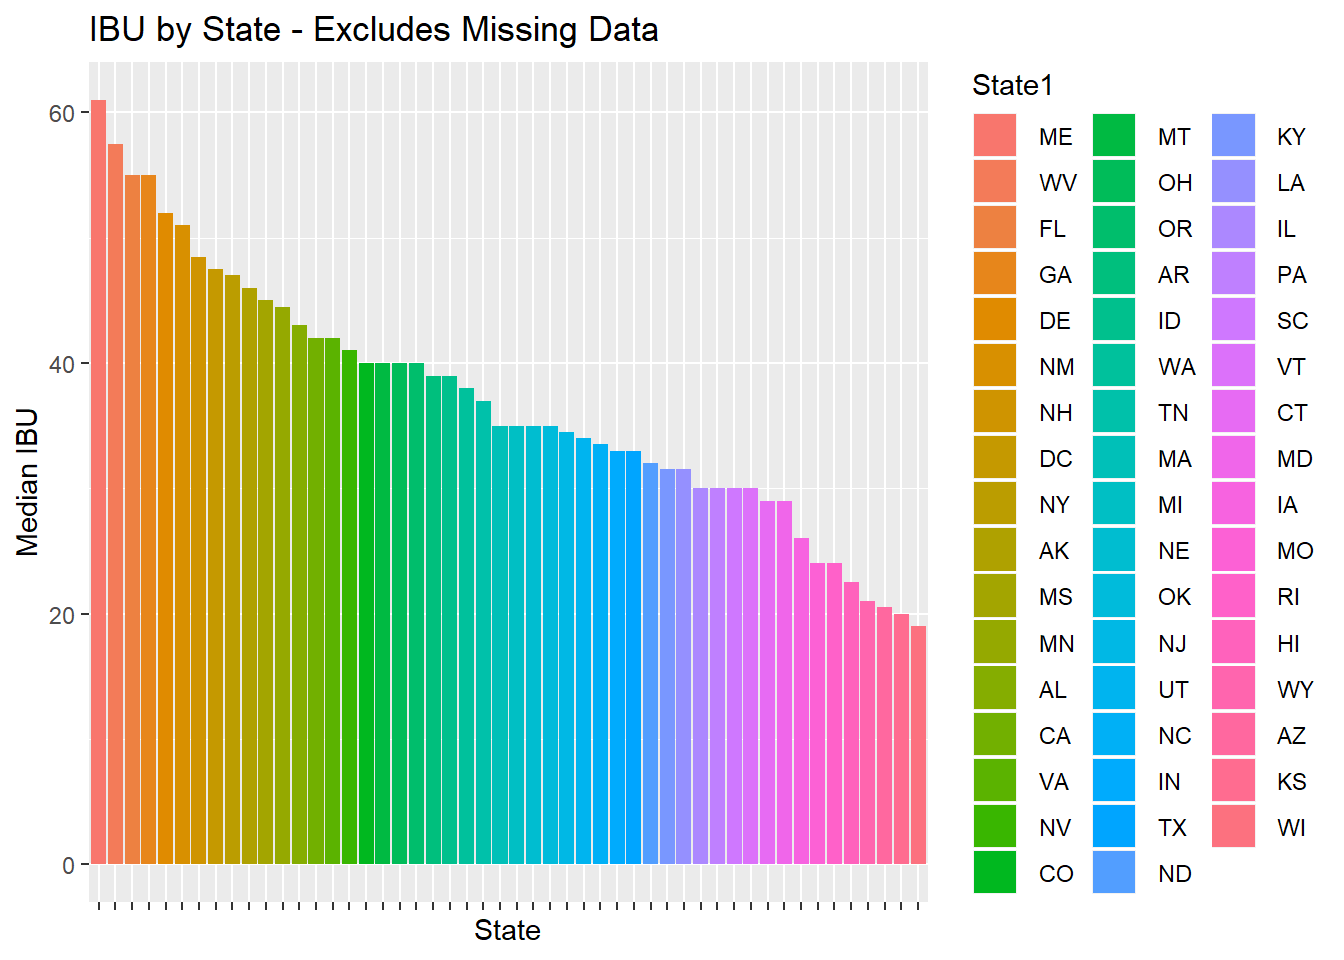 IBU by State - Excludes Missing Data
60
40
20
0
Median IBU
State
State1
ME
WV
FL
GA
DE
NM
NH
DC
NY
AK
MS
MN
AL
CA
VA
NV
CO
MT
OH
OR
AR
ID
WA
TN
MA
MI
NE
OK
NJ
UT
NC
IN
TX
ND
KY
LA
IL
PA
SC
VT
CT
MD
IA
MO
RI
HI
WY
AZ
KS
WI